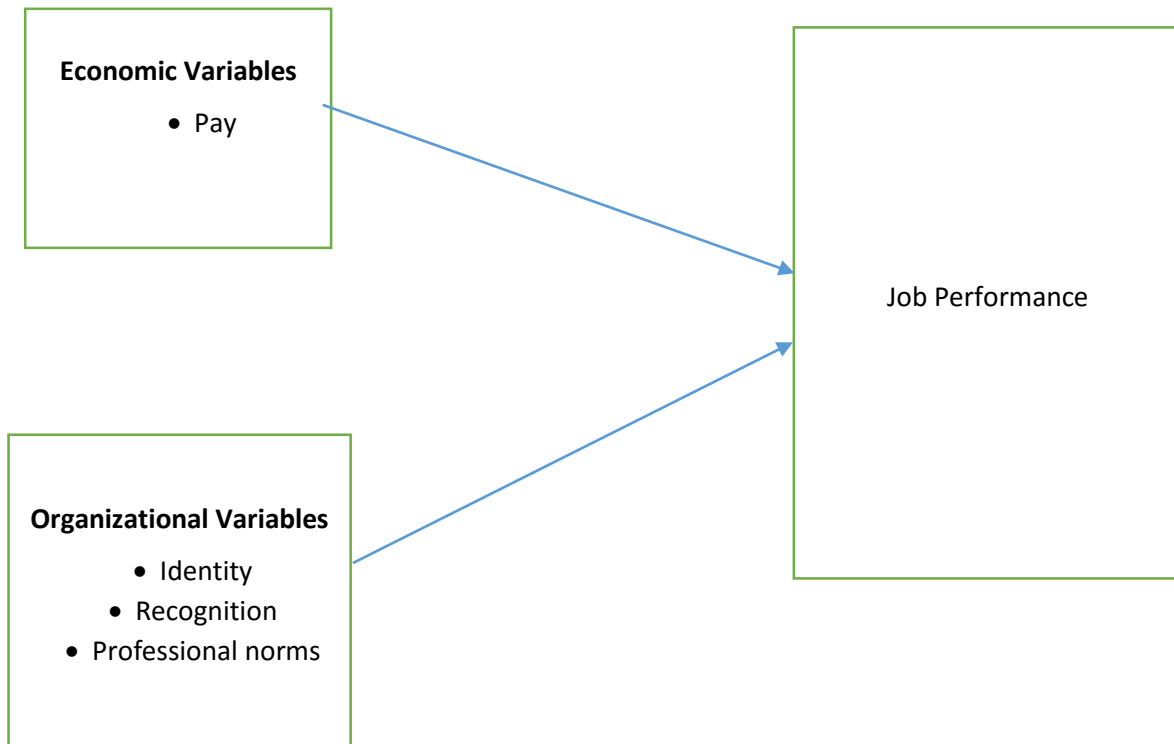 Economic Variables
• Pay
Job Performance
Organizational Variables
• Identity
• Recognition
• Professional norms